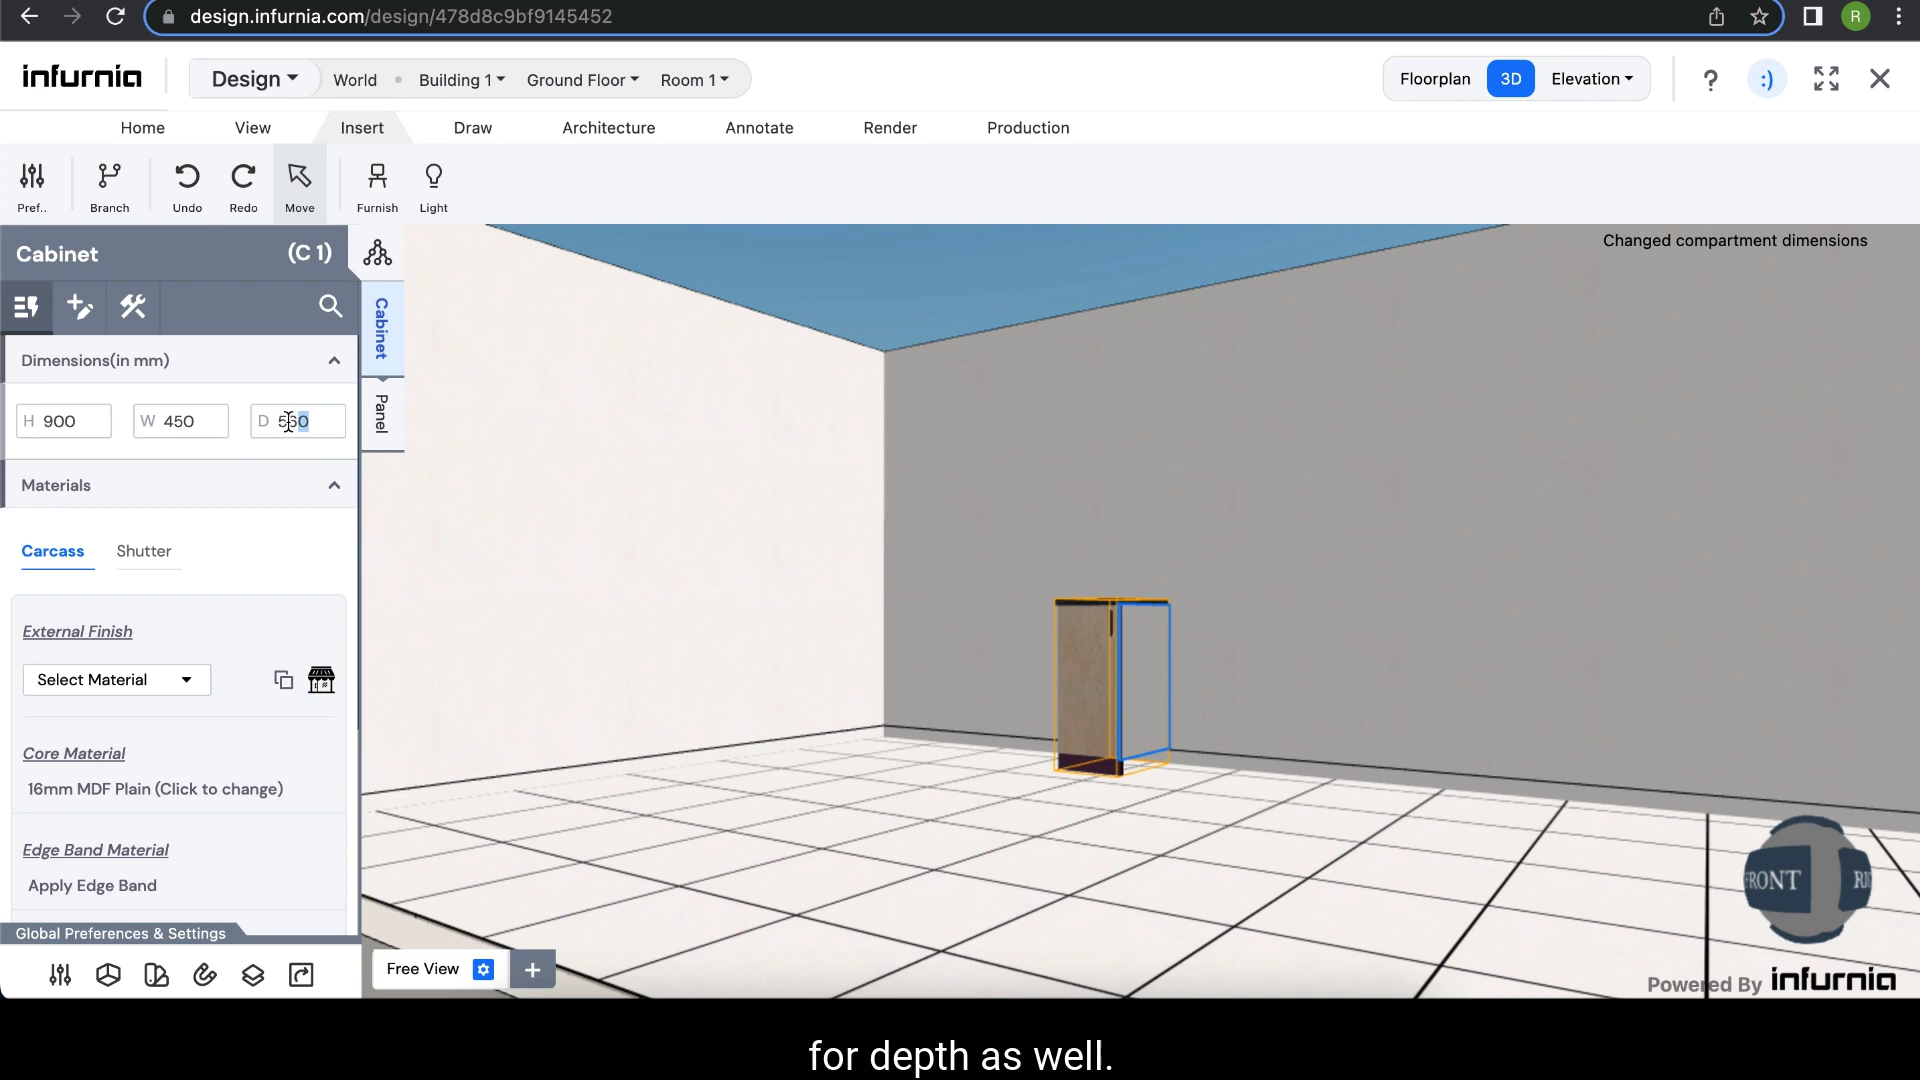 design.infurnia.com/design/478d8c9bf9145452
R
infurnia
Design World Building 1 Ground Floor Room 1
Floorplan 3D Elevation ? :)
Home View Insert Draw Architecture Annotate Render Production
Pref.. Branch Undo Redo Move Furnish Light
Cabinet (C 1)
Changed compartment dimensions
Cabinet
Panel
Dimensions(in mm)
H 900 W 450 D 560
Materials
Carcass Shutter
External Finish
Select Material
Core Material
16mm MDF Plain (Click to change)
Edge Band Material
Apply Edge Band
Global Preferences & Settings
Free View +
FRONT RI
Powered By infurnia
for depth as well.